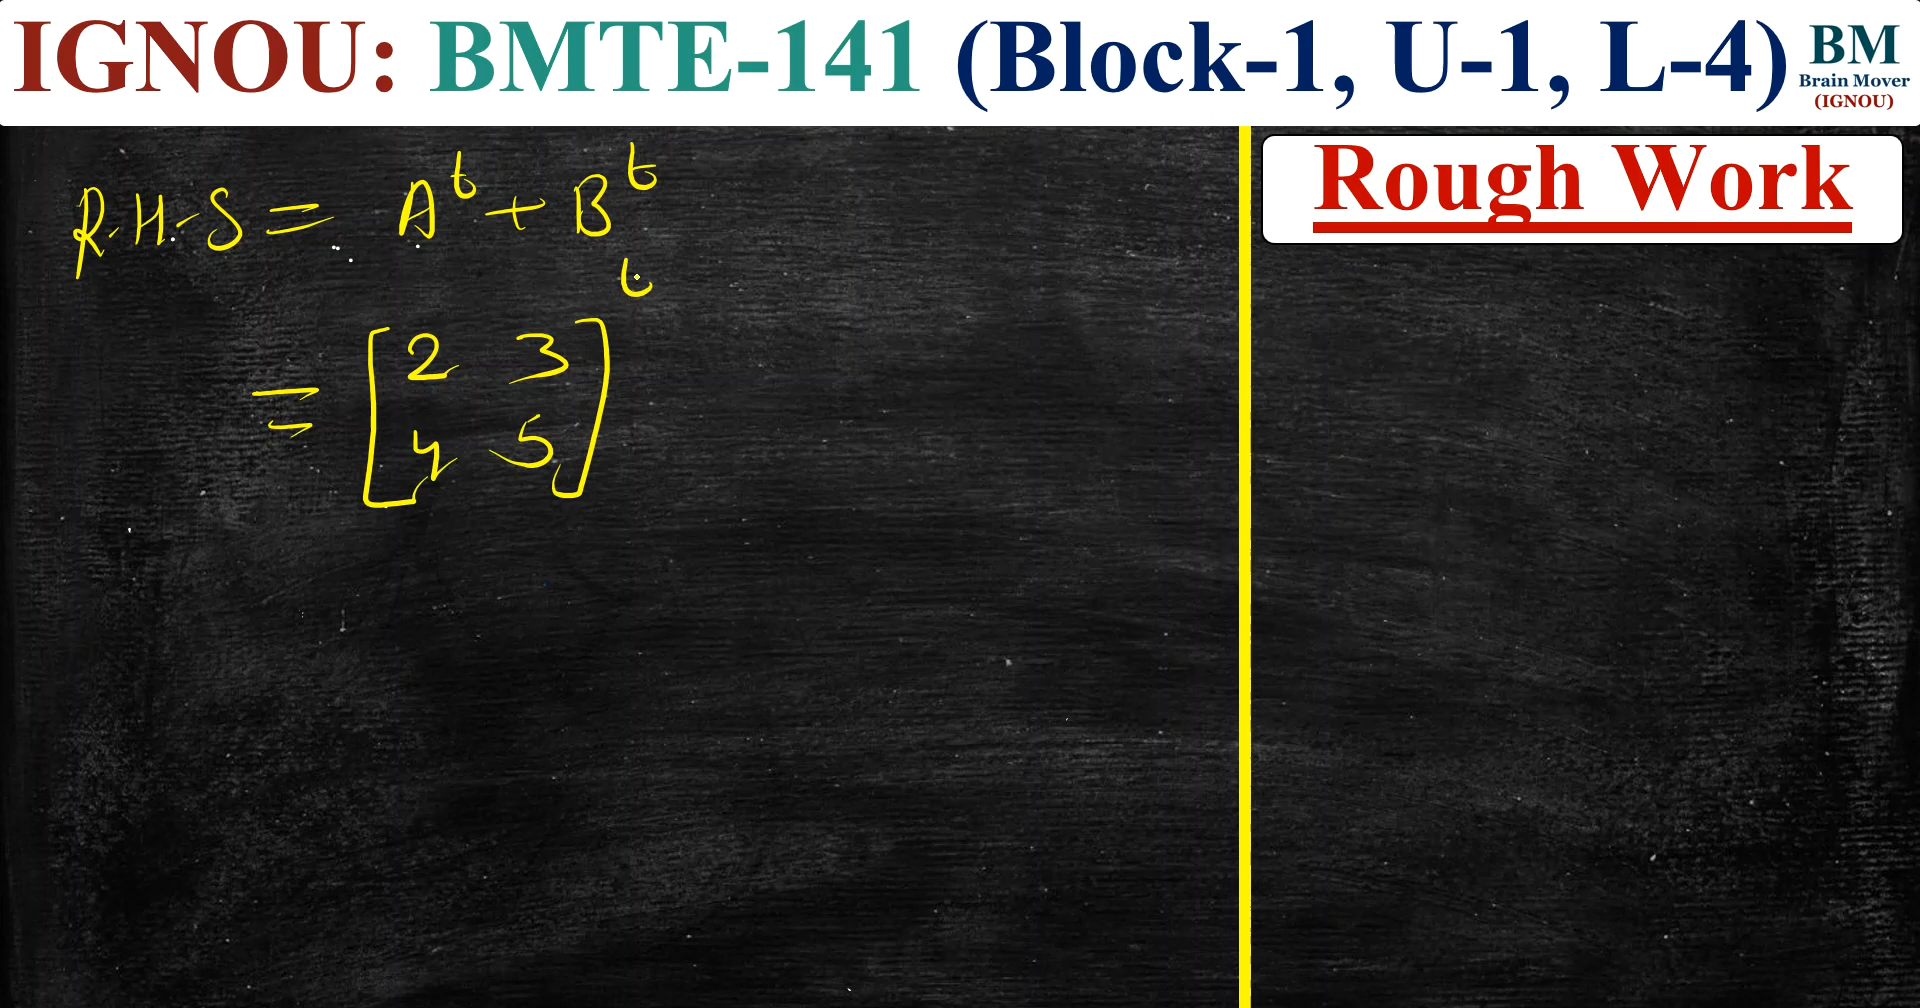 IGNOU: BMTE-141 (Block-1, U-1, L-4)
BM
Brain Mover
(IGNOU)
Rough Work
R.H.S = A^t + B^t
= [2 3
4 5]^t